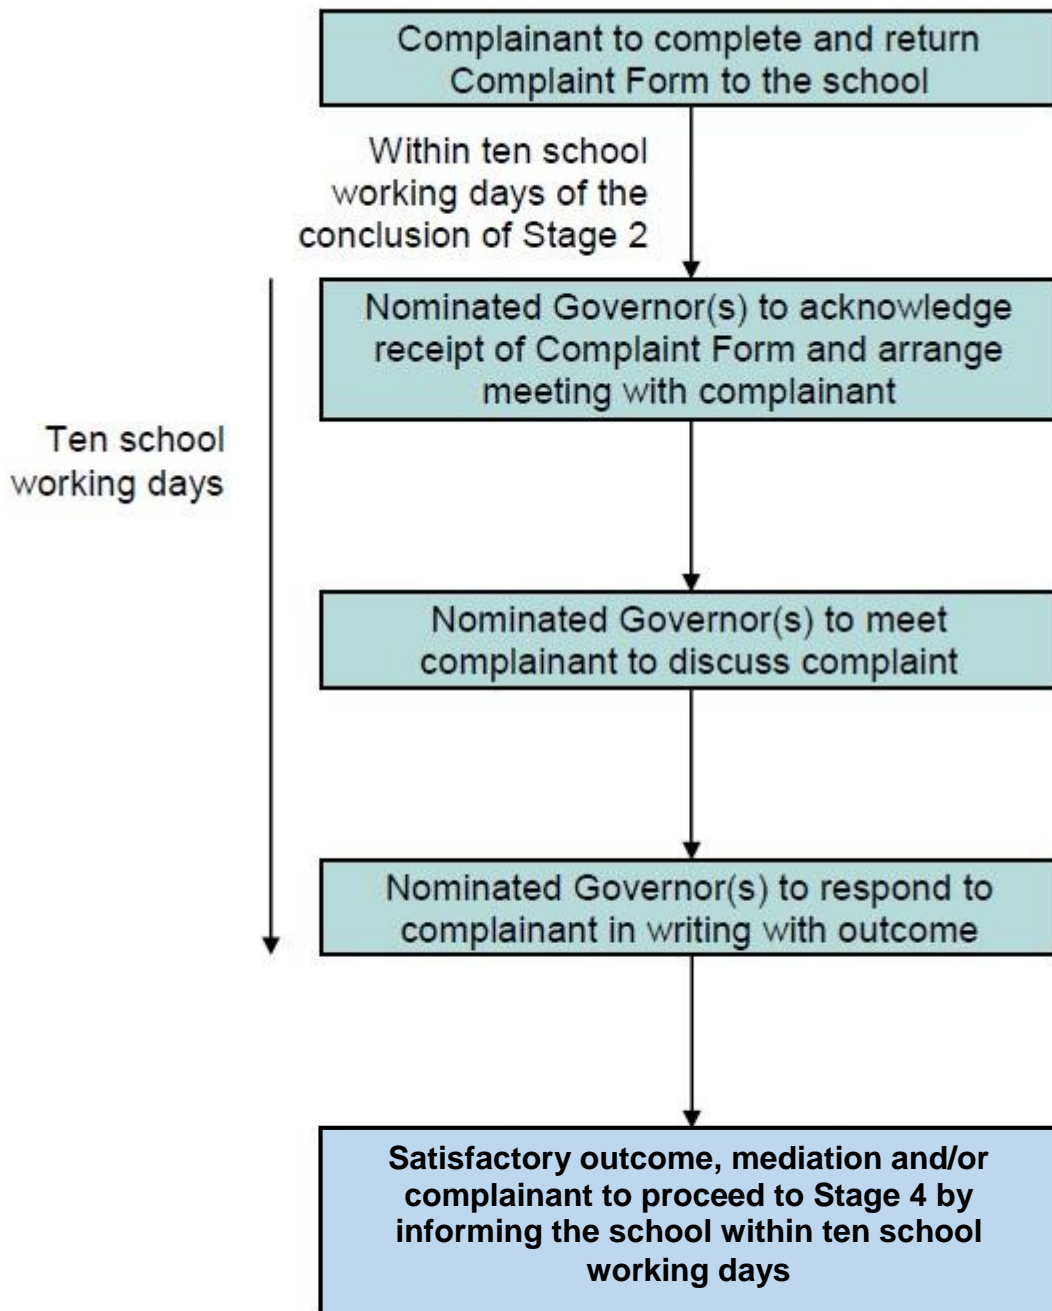 Complainant to complete and return
Complaint Form to the school
Within ten school
working days of the
conclusion of Stage 2
Nominated Governor(s) to acknowledge
receipt of Complaint Form and arrange
meeting with complainant
Ten school
working days
Nominated Governor(s) to meet
complainant to discuss complaint
Nominated Governor(s) to respond to
complainant in writing with outcome
Satisfactory outcome, mediation and/or
complainant to proceed to Stage 4 by
informing the school within ten school
working days